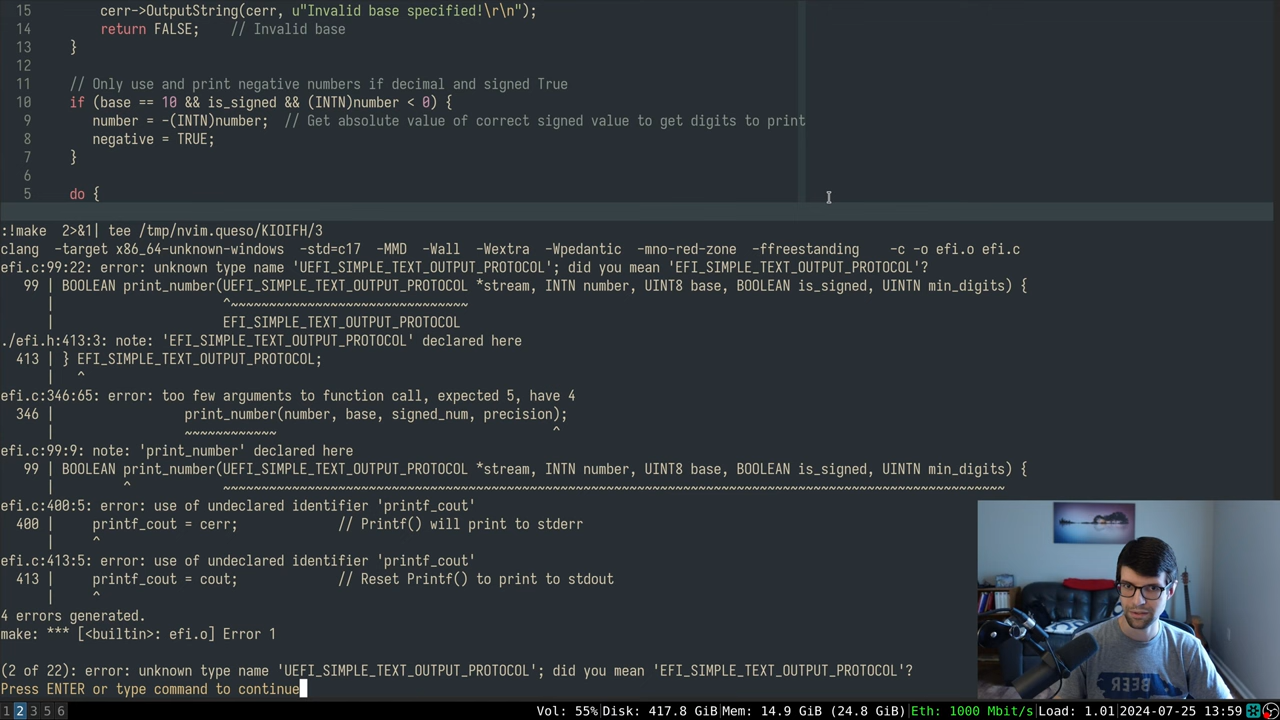 15       cerr->OutputString(cerr, u"Invalid base specified!\r\n");
14       return FALSE;    // Invalid base
13   }
12
11   // Only use and print negative numbers if decimal and signed True
10   if (base == 10 && is_signed && (INTN)number < 0) {
9      number = -(INTN)number;  // Get absolute value of correct signed value to get digits to print
8      negative = TRUE;
7   }
6
5   do {
:!make  2>&1| tee /tmp/nvim.queso/KIOIFH/3
clang  -target x86_64-unknown-windows  -std=c17  -MMD  -Wall  -Wextra  -Wpedantic  -mno-red-zone  -ffreestanding    -c -o efi.o efi.c
efi.c:99:22: error: unknown type name 'UEFI_SIMPLE_TEXT_OUTPUT_PROTOCOL'; did you mean 'EFI_SIMPLE_TEXT_OUTPUT_PROTOCOL'?
99 | BOOLEAN print_number(UEFI_SIMPLE_TEXT_OUTPUT_PROTOCOL *stream, INTN number, UINT8 base, BOOLEAN is_signed, UINTN min_digits) {
|                      ^~~~~~~~~~~~~~~~~~~~~~~~~~~~~~~~
|                      EFI_SIMPLE_TEXT_OUTPUT_PROTOCOL
./efi.h:413:3: note: 'EFI_SIMPLE_TEXT_OUTPUT_PROTOCOL' declared here
413 | } EFI_SIMPLE_TEXT_OUTPUT_PROTOCOL;
|   ^
efi.c:346:65: error: too few arguments to function call, expected 5, have 4
346 |                 print_number(number, base, signed_num, precision);
|                 ~~~~~~~~~~~~                                    ^
efi.c:99:9: note: 'print_number' declared here
99 | BOOLEAN print_number(UEFI_SIMPLE_TEXT_OUTPUT_PROTOCOL *stream, INTN number, UINT8 base, BOOLEAN is_signed, UINTN min_digits) {
|         ^            ~~~~~~~~~~~~~~~~~~~~~~~~~~~~~~~~~~~~~~~~~~~~~~~~~~~~~~~~~~~~~~~~~~~~~~~~~~~~~~~~~~~~~~
efi.c:400:5: error: use of undeclared identifier 'printf_cout'
400 |     printf_cout = cerr;             // Printf() will print to stderr
|     ^
efi.c:413:5: error: use of undeclared identifier 'printf_cout'
413 |     printf_cout = cout;             // Reset Printf() to print to stdout
|     ^
4 errors generated.
make: *** [<builtin>: efi.o] Error 1
(2 of 22): error: unknown type name 'UEFI_SIMPLE_TEXT_OUTPUT_PROTOCOL'; did you mean 'EFI_SIMPLE_TEXT_OUTPUT_PROTOCOL'?
Press ENTER or type command to continue
BEER
1 2 3 5 6 Vol: 55%|Disk: 417.8 GiB|Mem: 14.9 GiB (24.8 GiB)|Eth: 1000 Mbit/s|Load: 1.01|2024-07-25 13:59